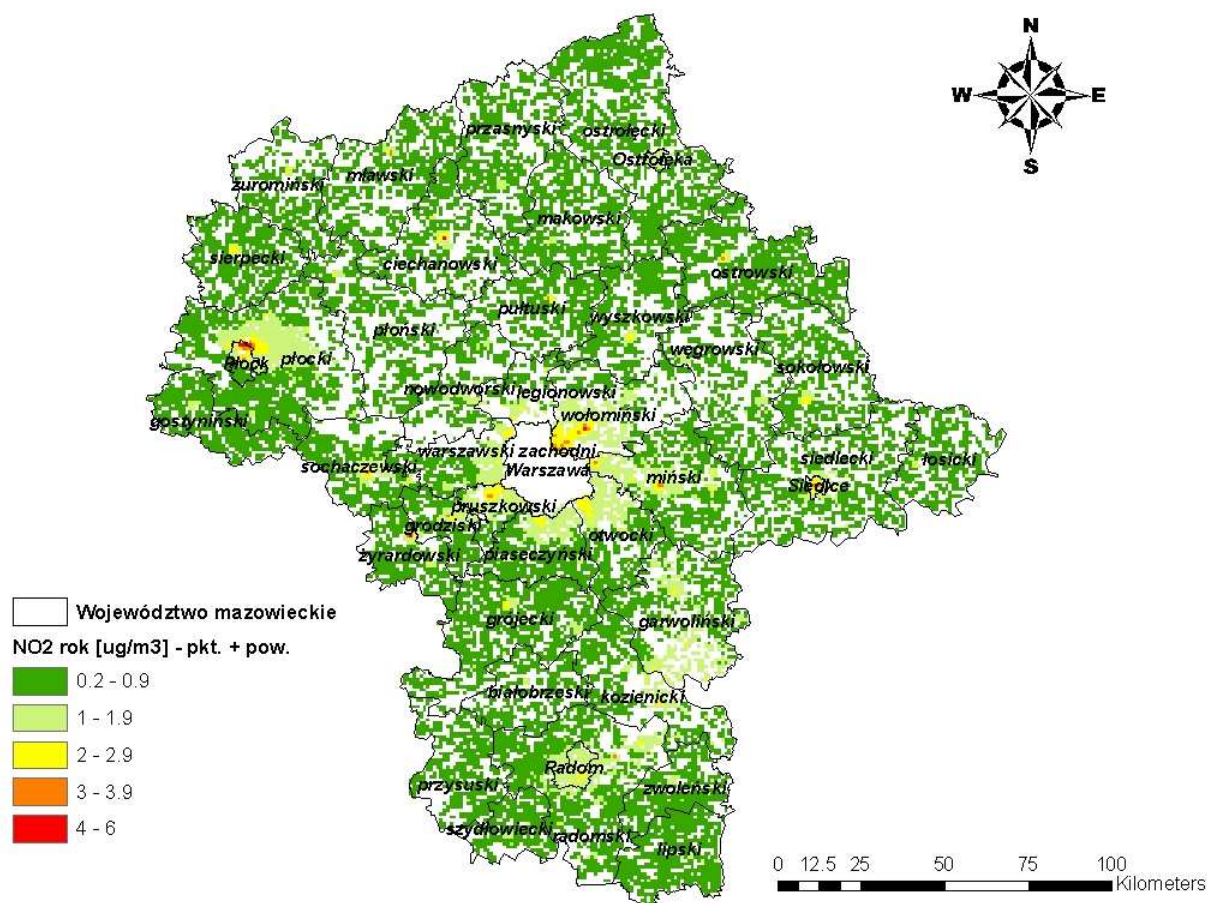 N
W E
S
przasnyski
ostrołęcki
Ostrołęka
żuromiński
mławski
makowski
sierpecki
ciechanowski
ostrowski
pułtuski
płoński
wyszkowski
węgrowski
Płock
płocki
sokołowski
nowodworski
legionowski
wołomiński
gostyniński
warszawski zachodni
sochaczewski
Warszawa
miński
siedlecki
łosicki
Siedlce
pruszkowski
grodziski
otwocki
żyrardowski
piaseczyński
Województwo mazowieckie
grójecki
garwoliński
NO2 rok [ug/m3] - pkt. + pow.
0.2 - 0.9
1 - 1.9
2 - 2.9
3 - 3.9
4 - 6
białobrzeski
kozienicki
Radom
przysuski
zwoleński
szydłowiecki
radomski
lipski
0 12.5 25 50 75 100
Kilometers